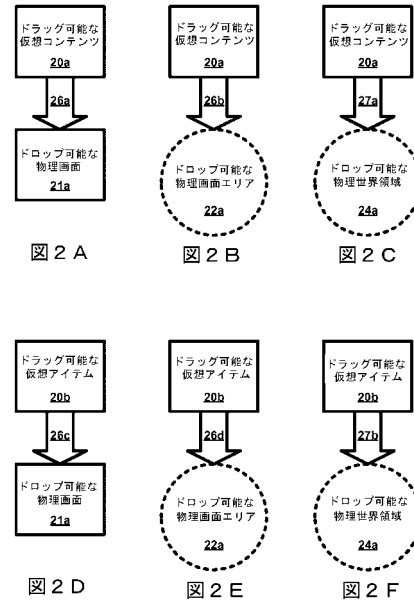 ドラッグ可能な
仮想コンテンツ
20a
26a
ドロップ可能な
物理画面
21a
図2A
ドラッグ可能な
仮想コンテンツ
20a
26b
ドロップ可能な
物理画面エリア
22a
図2B
ドラッグ可能な
仮想コンテンツ
20a
27a
ドロップ可能な
物理世界領域
24a
図2C
ドラッグ可能な
仮想アイテム
20b
26c
ドロップ可能な
物理画面
21a
図2D
ドラッグ可能な
仮想アイテム
20b
26d
ドロップ可能な
物理画面エリア
22a
図2E
ドラッグ可能な
仮想アイテム
20b
27b
ドロップ可能な
物理世界領域
24a
図2F